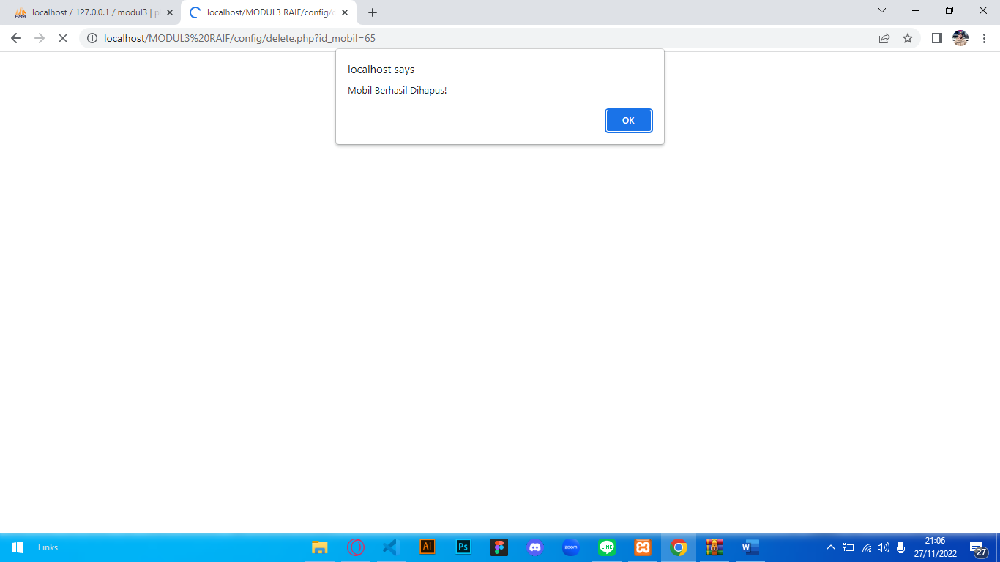 localhost / 127.0.0.1 / modul3 | p
localhost/MODUL3 RAIF/config/d
localhost/MODUL3%20RAIF/config/delete.php?id_mobil=65
localhost says
Mobil Berhasil Dihapus!
OK
Links
Ai
Ps
zoom
LINE
W
21:06
27/11/2022
27